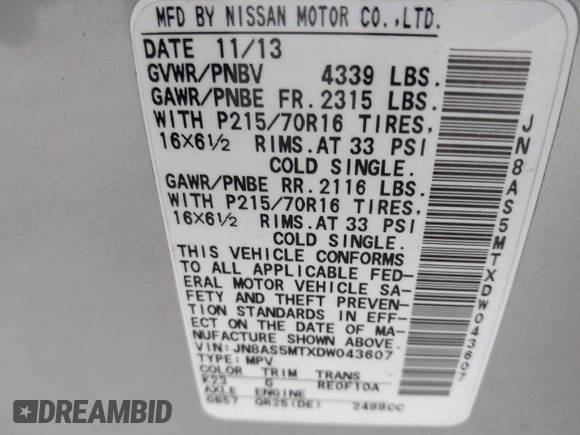 MFD BY NISSAN MOTOR CO.,LTD.
DATE 11/13
GVWR/PNBV 4339 LBS.
GAWR/PNBE FR. 2315 LBS.
WITH P215/70R16 TIRES,
16X6½ RIMS. AT 33 PSI
COLD SINGLE.
GAWR/PNBE RR. 2116 LBS.
WITH P215/70R16 TIRES,
16X6½ RIMS. AT 33 PSI
COLD SINGLE.
THIS VEHICLE CONFORMS
TO ALL APPLICABLE FED-
ERAL MOTOR VEHICLE SA-
FETY AND THEFT PREVEN-
TION STANDARDS IN EFF-
ECT ON THE DATE OF MA-
NUFACTURE SHOWN ABOVE.
VIN: JN8AS5MTXDW043607
TYPE: MPV
COLOR TRIM TRANS
K23 G RE0F10A
AXLE ENGINE
GB57 QR25(DE) 2488CC
JN8AS5MTXDW043607
DREAMBID